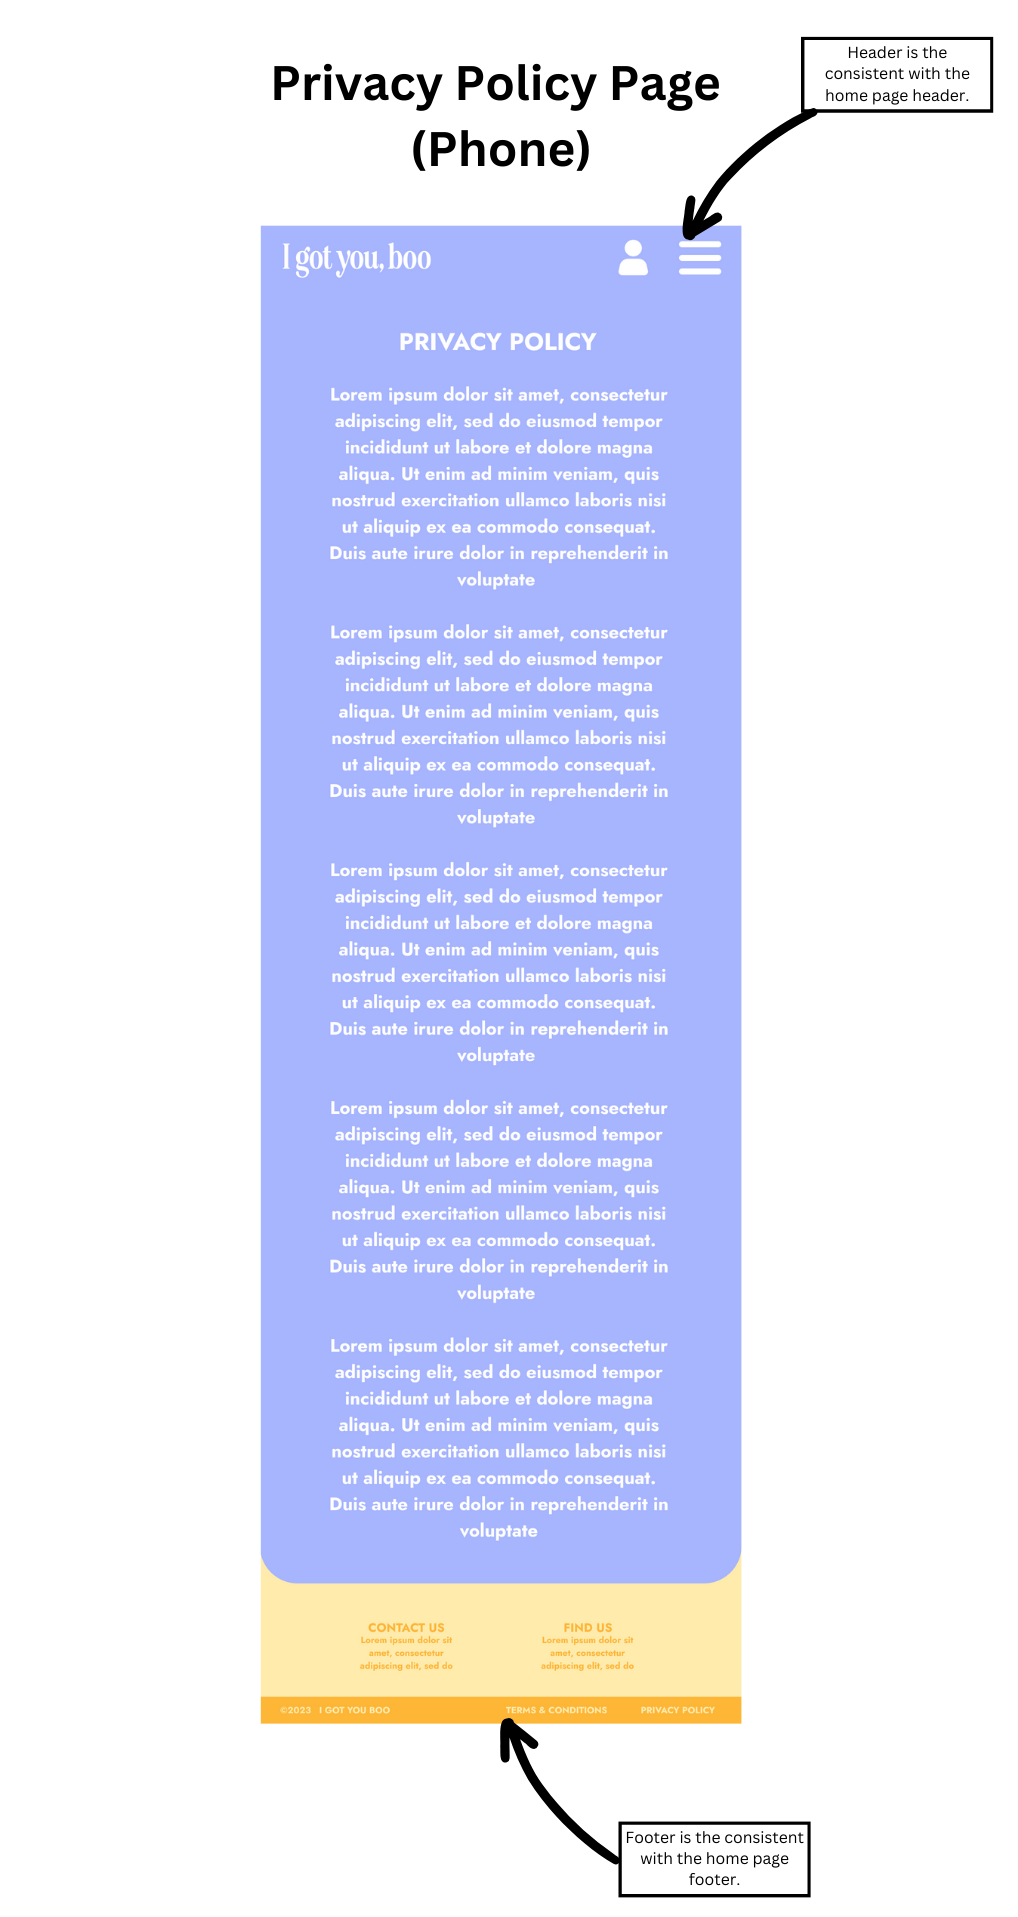 Privacy Policy Page
(Phone)
Header is the
consistent with the
home page header.
I got you, boo
PRIVACY POLICY
Lorem ipsum dolor sit amet, consectetur
adipiscing elit, sed do eiusmod tempor
incididunt ut labore et dolore magna
aliqua. Ut enim ad minim veniam, quis
nostrud exercitation ullamco laboris nisi
ut aliquip ex ea commodo consequat.
Duis aute irure dolor in reprehenderit in
voluptate
Lorem ipsum dolor sit amet, consectetur
adipiscing elit, sed do eiusmod tempor
incididunt ut labore et dolore magna
aliqua. Ut enim ad minim veniam, quis
nostrud exercitation ullamco laboris nisi
ut aliquip ex ea commodo consequat.
Duis aute irure dolor in reprehenderit in
voluptate
Lorem ipsum dolor sit amet, consectetur
adipiscing elit, sed do eiusmod tempor
incididunt ut labore et dolore magna
aliqua. Ut enim ad minim veniam, quis
nostrud exercitation ullamco laboris nisi
ut aliquip ex ea commodo consequat.
Duis aute irure dolor in reprehenderit in
voluptate
Lorem ipsum dolor sit amet, consectetur
adipiscing elit, sed do eiusmod tempor
incididunt ut labore et dolore magna
aliqua. Ut enim ad minim veniam, quis
nostrud exercitation ullamco laboris nisi
ut aliquip ex ea commodo consequat.
Duis aute irure dolor in reprehenderit in
voluptate
Lorem ipsum dolor sit amet, consectetur
adipiscing elit, sed do eiusmod tempor
incididunt ut labore et dolore magna
aliqua. Ut enim ad minim veniam, quis
nostrud exercitation ullamco laboris nisi
ut aliquip ex ea commodo consequat.
Duis aute irure dolor in reprehenderit in
voluptate
CONTACT US
Lorem ipsum dolor sit
amet, consectetur
adipiscing elit, sed do
FIND US
Lorem ipsum dolor sit
amet, consectetur
adipiscing elit, sed do
©2023 I GOT YOU BOO
TERMS & CONDITIONS
PRIVACY POLICY
Footer is the consistent
with the home page
footer.